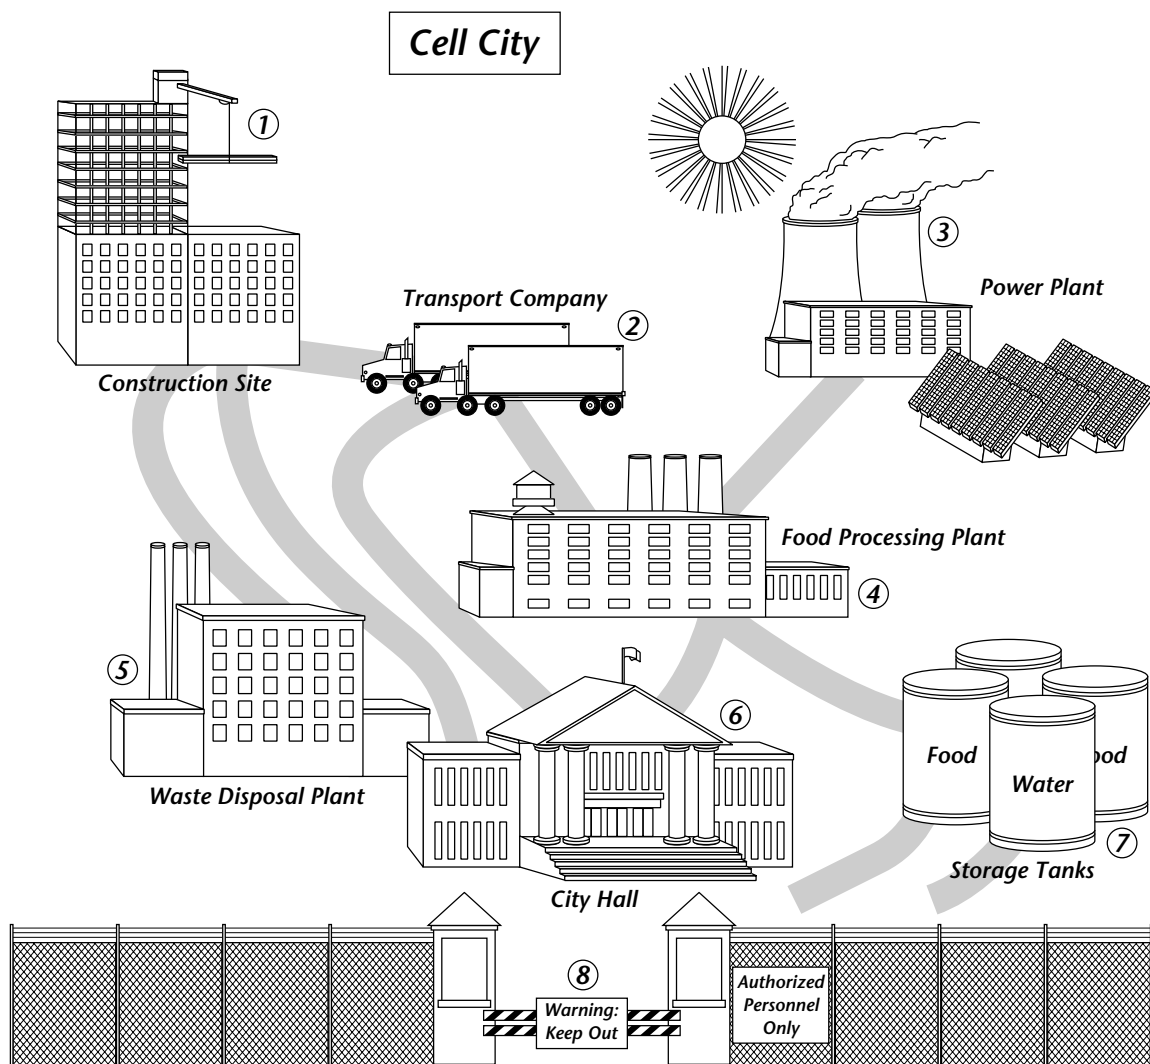 Cell City
1
3
Power Plant
Transport Company
2
Construction Site
Food Processing Plant
4
5
6
Food
Water
Waste Disposal Plant
7
Storage Tanks
City Hall
8
Warning:
Keep Out
Authorized
Personnel
Only